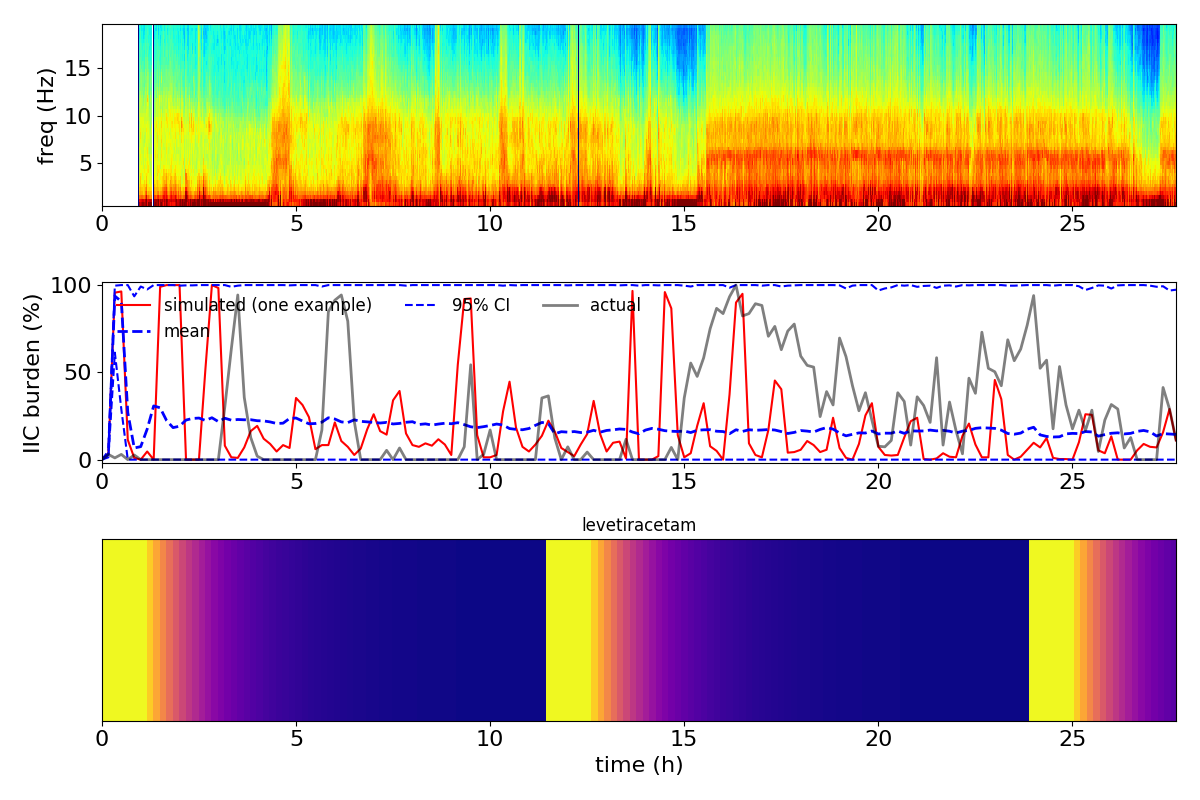 freq (Hz)
15
10
5
0 5 10 15 20 25
IIC burden (%)
100
50
0
simulated (one example) 95% CI actual
mean
0 5 10 15 20 25
levetiracetam
0 5 10 15 20 25
time (h)